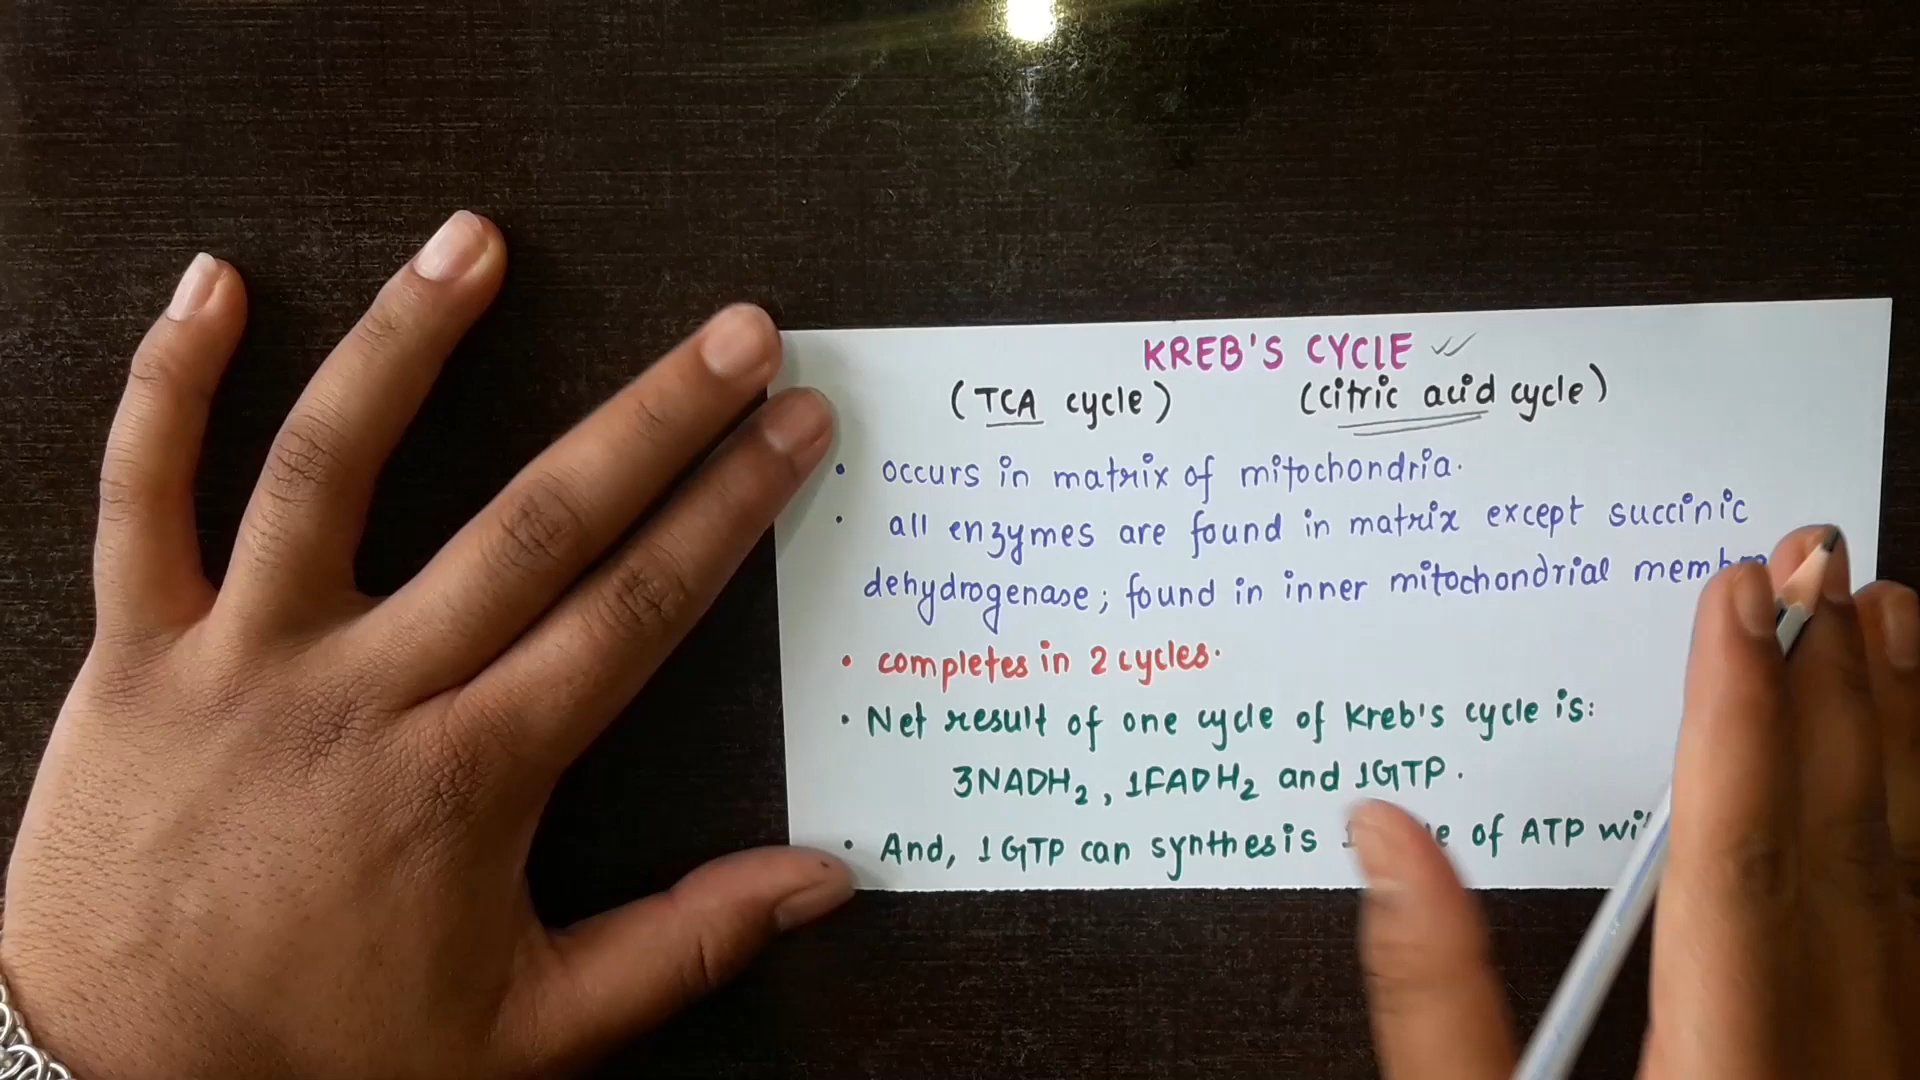 KREB'S CYCLE
(TCA cycle) (citric acid cycle)
• occurs in matrix of mitochondria.
• all enzymes are found in matrix except succinic
dehydrogenase; found in inner mitochondrial
• completes in 2 cycles.
• Net result of one cycle of Kreb's cycle is:
3NADH₂, 1FADH₂ and 1GTP.
• And, 1 GTP can synthesis of ATP